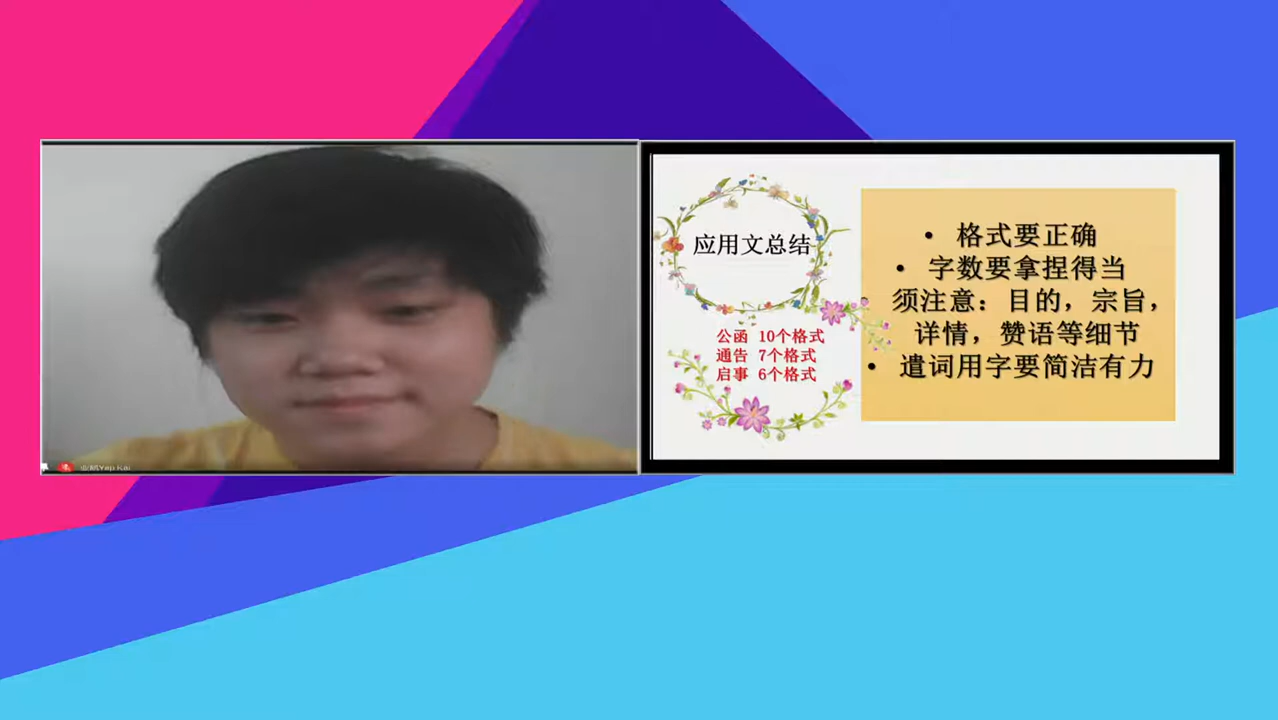 应用文总结
公函 10个格式
通告 7个格式
启事 6个格式
• 格式要正确
• 字数要拿捏得当
须注意：目的，宗旨，
详情，赞语等细节
• 遣词用字要简洁有力
Yap Kai